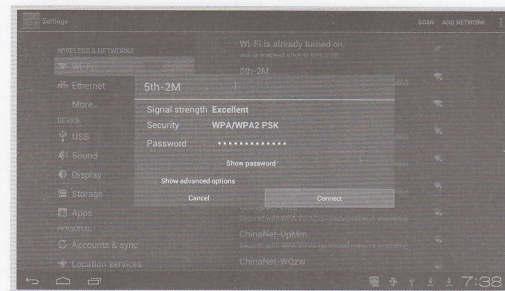 Settings
SCAN ADD NETWORK
WIRELESS & NETWORKS
Wi-Fi
Ethernet
More...
DEVICE
USB
Sound
Display
Storage
Apps
PERSONAL
Accounts & sync
Location services
Wi-Fi is already turned on.
5th-2M
5th-2M
Signal strength Excellent
Security WPA/WPA2 PSK
Password •••••••••••••
Show password
Show advanced options
Cancel Connect
ChinaNet-UpMm
ChinaNet-WQzw
7:38